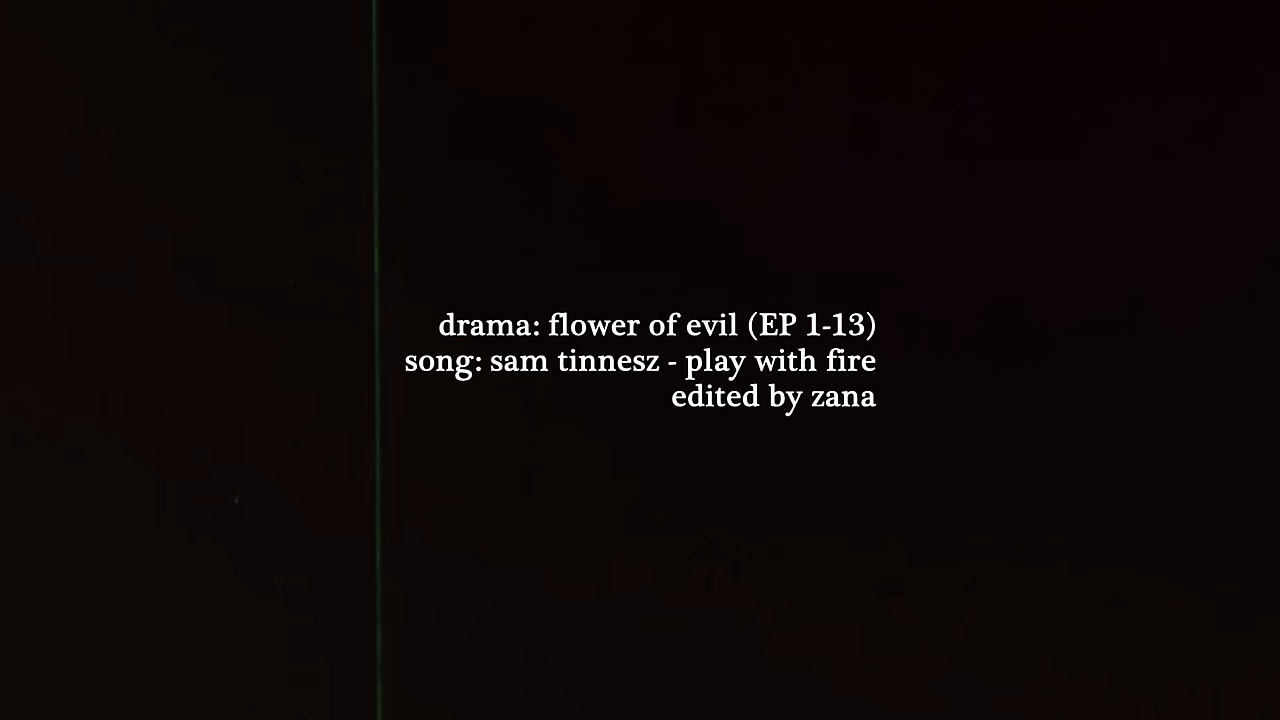 drama: flower of evil (EP 1-13)
song: sam tinnesz - play with fire
edited by zana